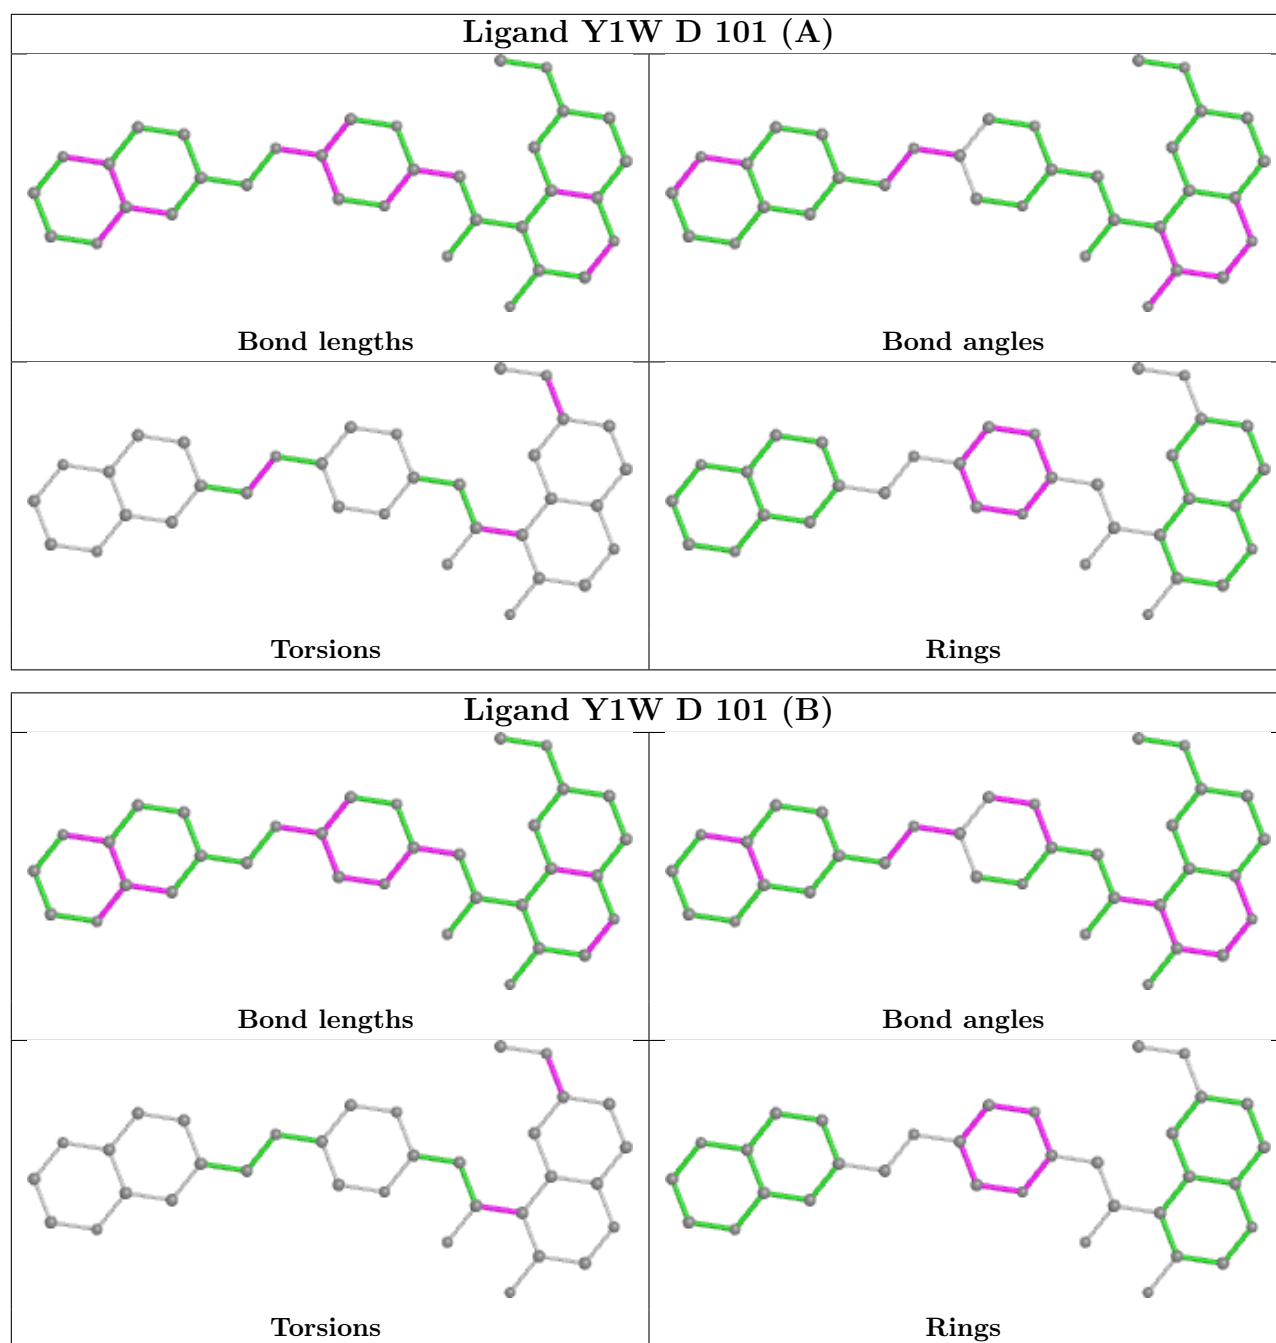 Ligand Y1W D 101 (A)
Bond lengths
Bond angles
Torsions
Rings
Ligand Y1W D 101 (B)
Bond lengths
Bond angles
Torsions
Rings